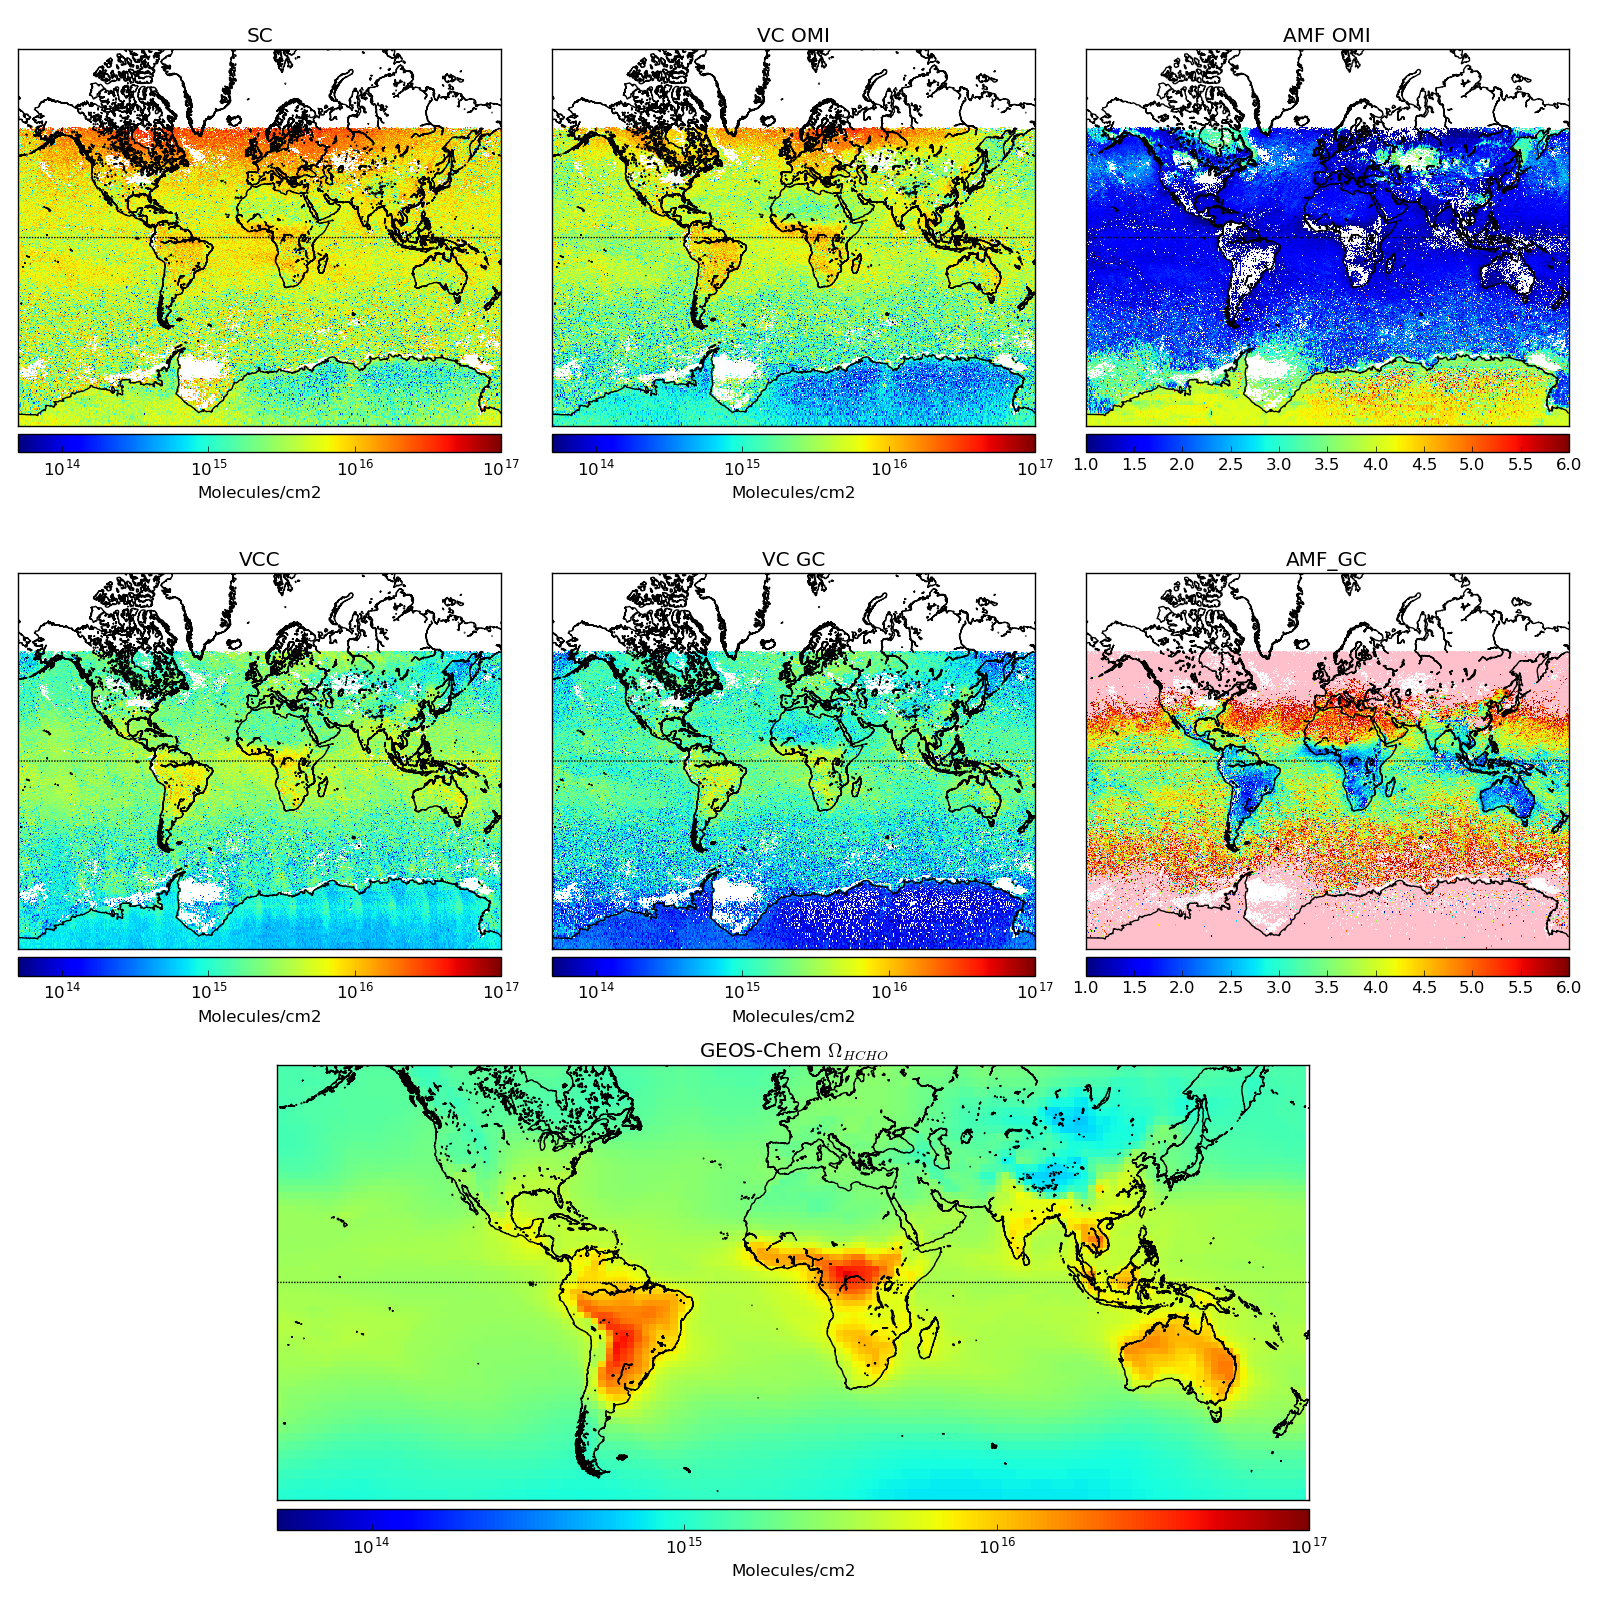 SC VC OMI AMF OMI
10^14 10^15 10^16 10^17 10^14 10^15 10^16 10^17 1.0 1.5 2.0 2.5 3.0 3.5 4.0 4.5 5.0 5.5 6.0
Molecules/cm2 Molecules/cm2
VCC VC GC AMF_GC
10^14 10^15 10^16 10^17 10^14 10^15 10^16 10^17 1.0 1.5 2.0 2.5 3.0 3.5 4.0 4.5 5.0 5.5 6.0
Molecules/cm2 Molecules/cm2
GEOS-Chem Ω_HCHO
10^14 10^15 10^16 10^17
Molecules/cm2